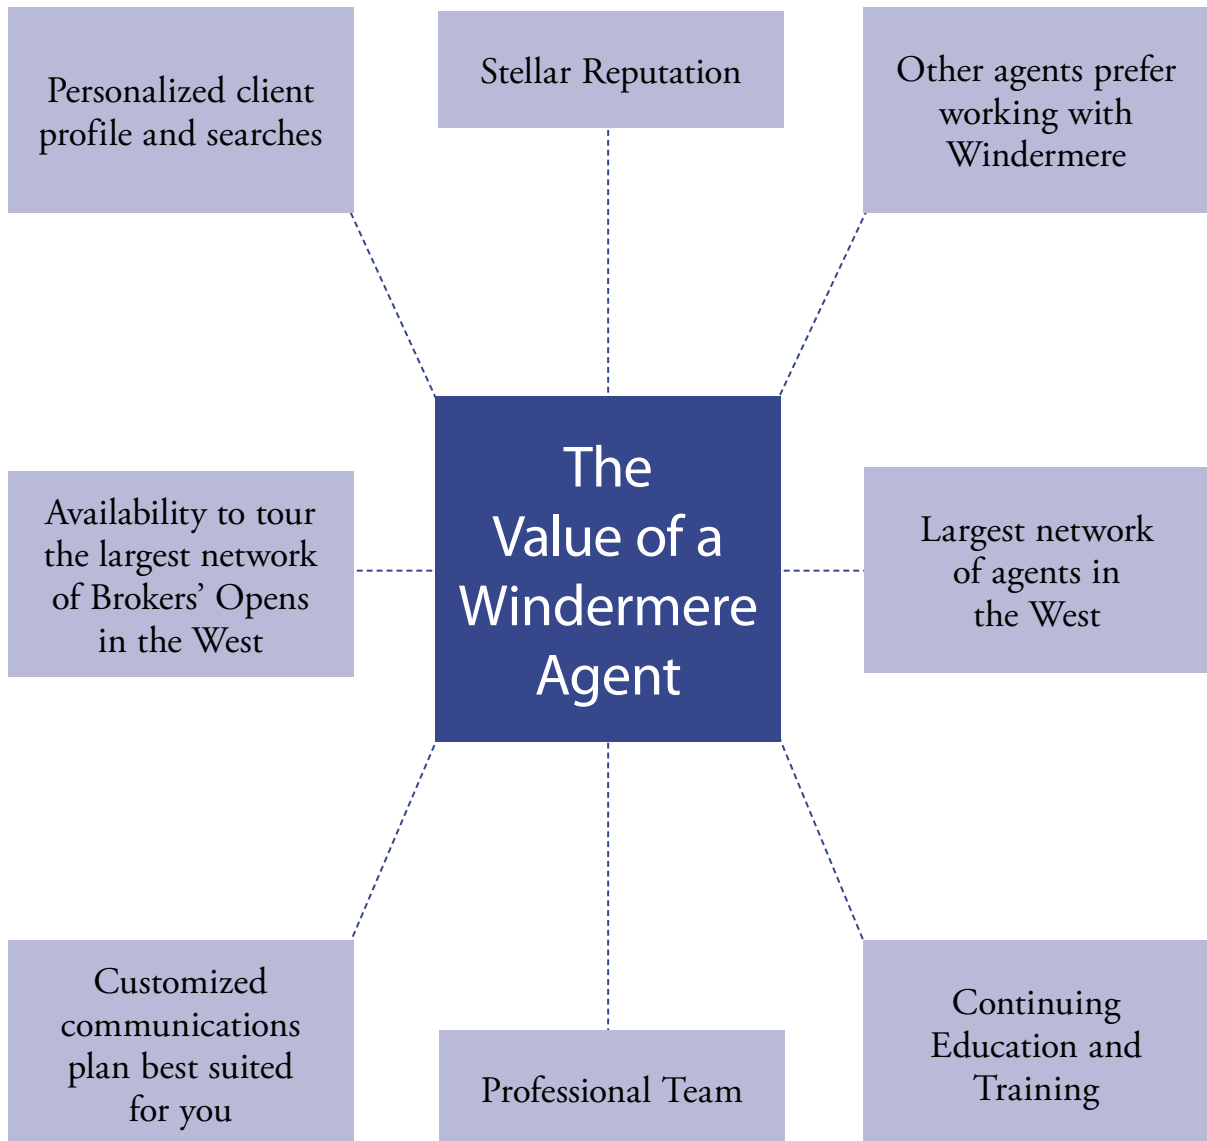 Personalized client
profile and searches
Stellar Reputation
Other agents prefer
working with
Windermere
Availability to tour
the largest network
of Brokers’ Opens
in the West
The
Value of a
Windermere
Agent
Largest network
of agents in
the West
Customized
communications
plan best suited
for you
Professional Team
Continuing
Education and
Training